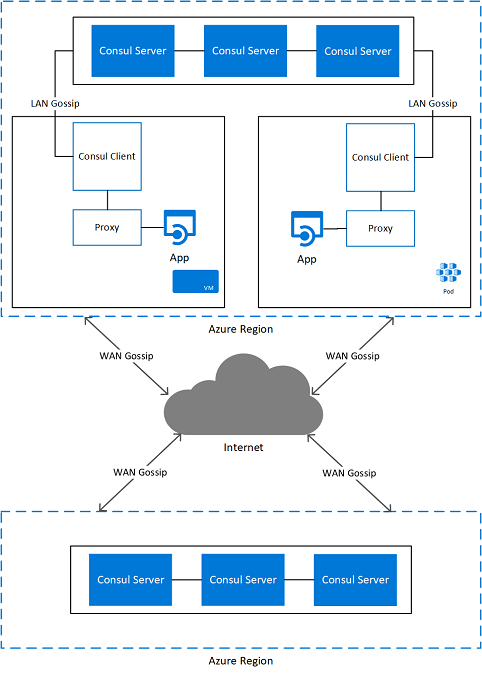 Consul Server Consul Server Consul Server
LAN Gossip LAN Gossip
Consul Client Consul Client
Proxy Proxy
App App
VM Pod
Azure Region
WAN Gossip WAN Gossip
Internet
WAN Gossip WAN Gossip
Consul Server Consul Server Consul Server
Azure Region